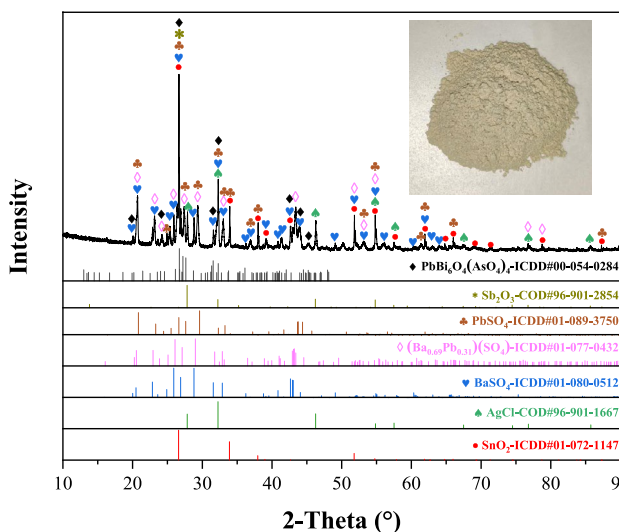 Intensity
♦ PbBi₆O₄(AsO₄)₄-ICDD#00-054-0284
* Sb₂O₃-COD#96-901-2854
♣ PbSO₄-ICDD#01-089-3750
◊ (Ba₀.₆₉Pb₀.₃₁)(SO₄)-ICDD#01-077-0432
♥ BaSO₄-ICDD#01-080-0512
♠ AgCl-COD#96-901-1667
● SnO₂-ICDD#01-072-1147
10 20 30 40 50 60 70 80 90
2-Theta (°)